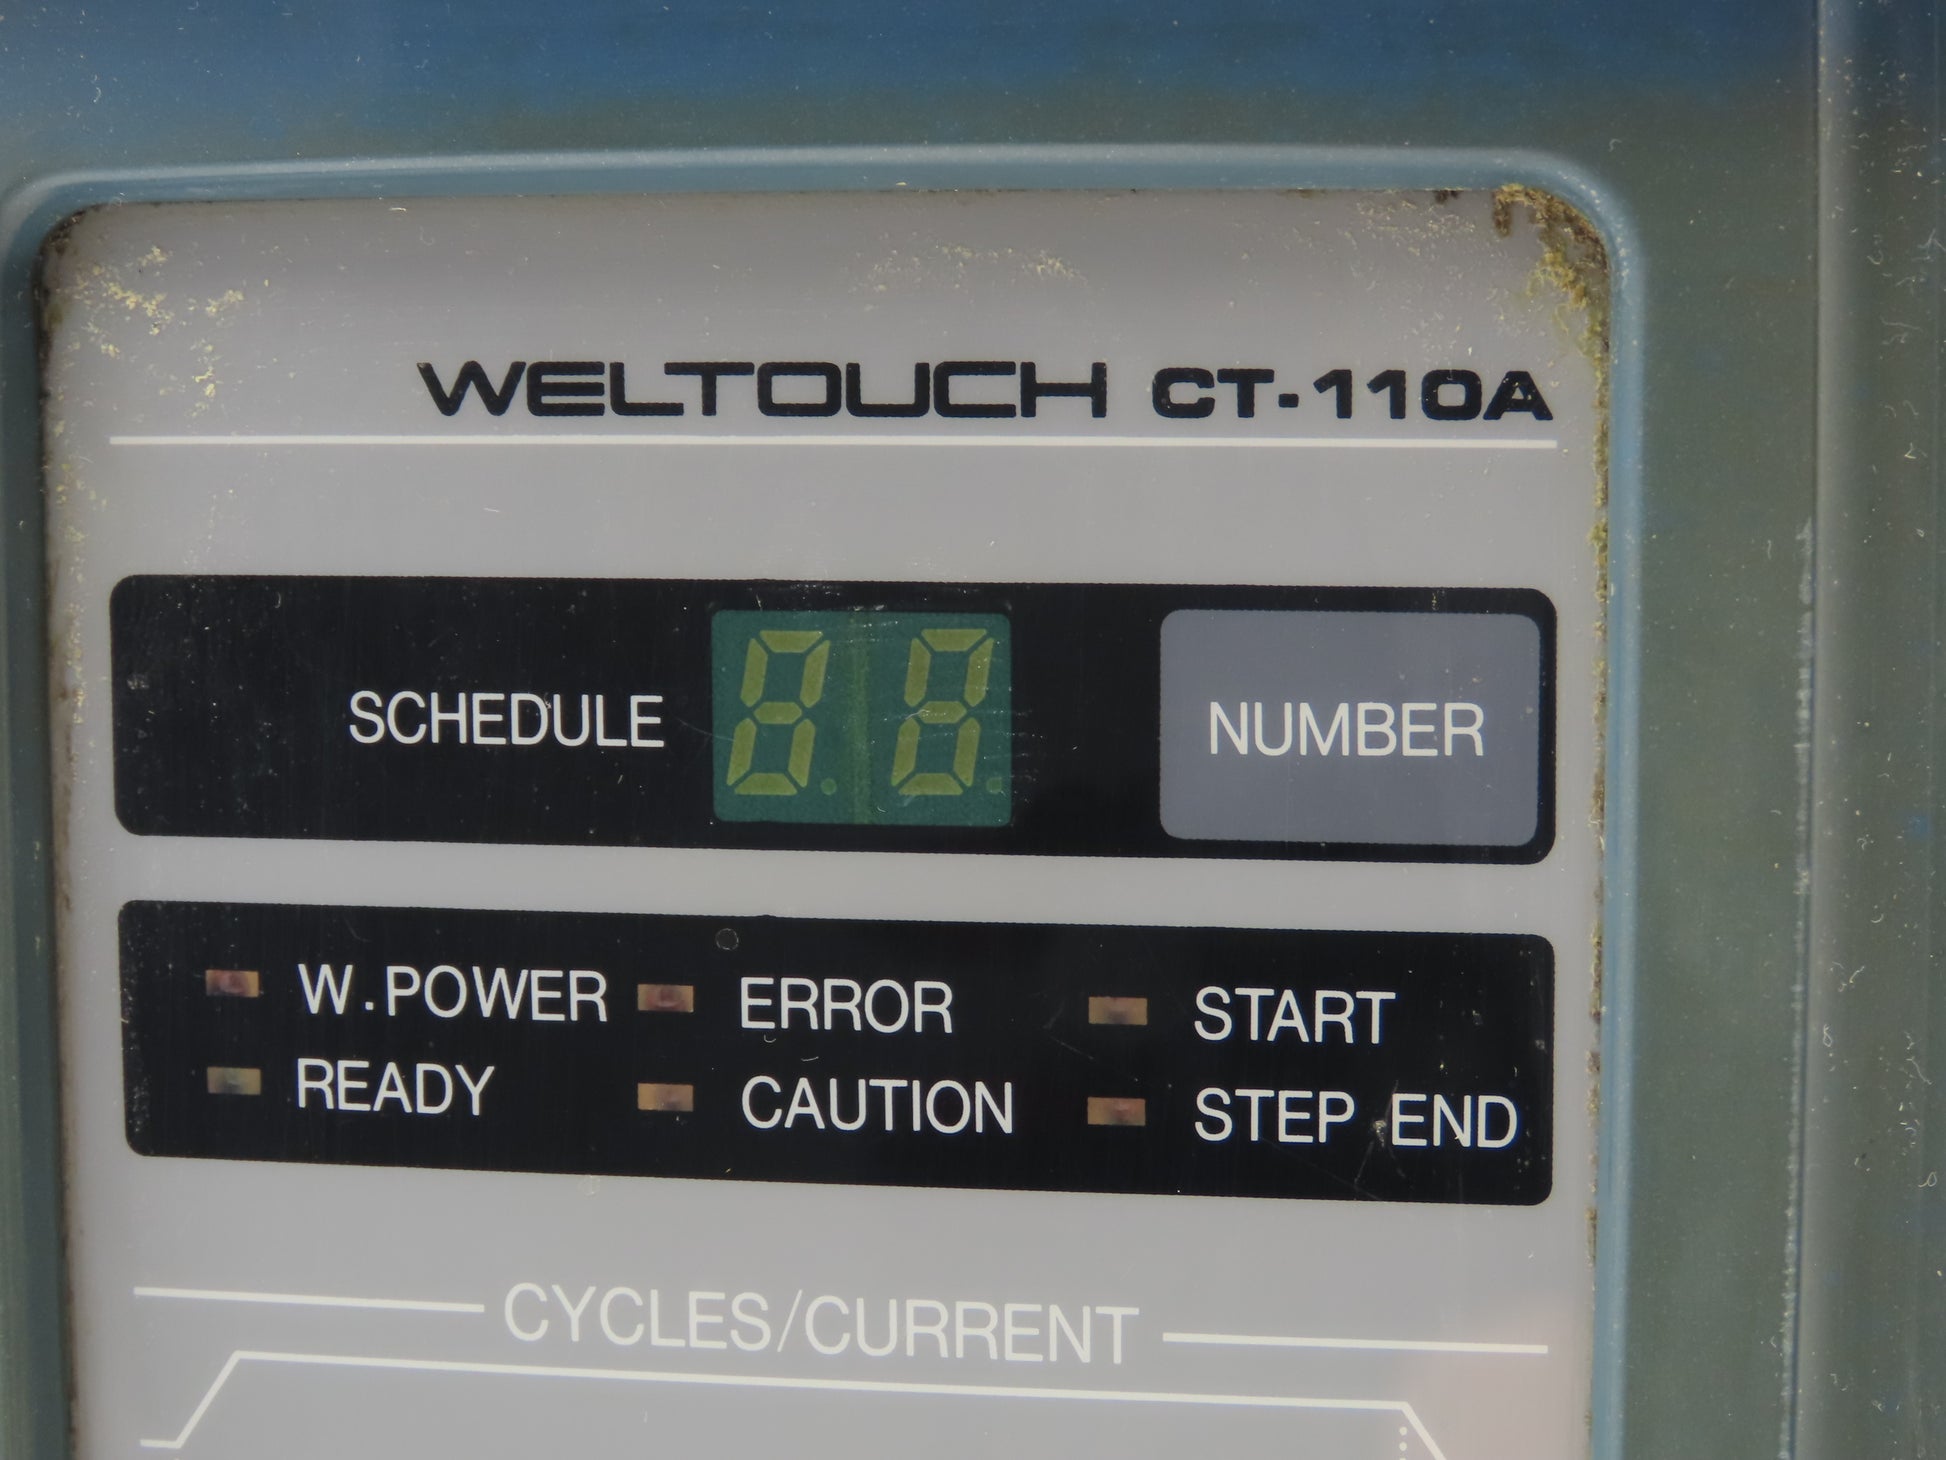 WELTOUCH CT-110A
SCHEDULE 8.8. NUMBER
W.POWER ERROR START
READY CAUTION STEP END
CYCLES/CURRENT